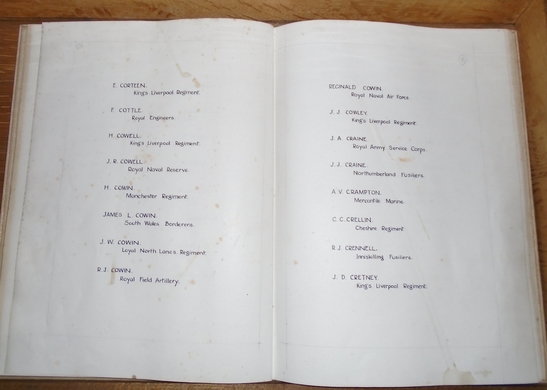 E. CORTEEN.
King's Liverpool Regiment.
F. COTTLE.
Royal Engineers.
H. COWELL.
King's Liverpool Regiment.
J. R. COWELL.
Royal Naval Reserve.
H. COWIN.
Manchester Regiment.
JAMES L. COWIN.
South Wales Borderers.
J. W. COWIN.
Loyal North Lancs Regiment.
R. J. COWIN.
Royal Field Artillery.
REGINALD COWIN.
Royal Naval Air Force.
J. J. COWLEY.
King's Liverpool Regiment.
J. A. CRAINE.
Royal Army Service Corps.
J. J. CRAINE.
Northumberland Fusiliers.
A. V. CRAMPTON.
Mercantile Marine.
C. C. CRELLIN.
Cheshire Regiment.
R. J. CRENNELL.
Inniskilling Fusiliers.
J. D. CRETNEY.
King's Liverpool Regiment.